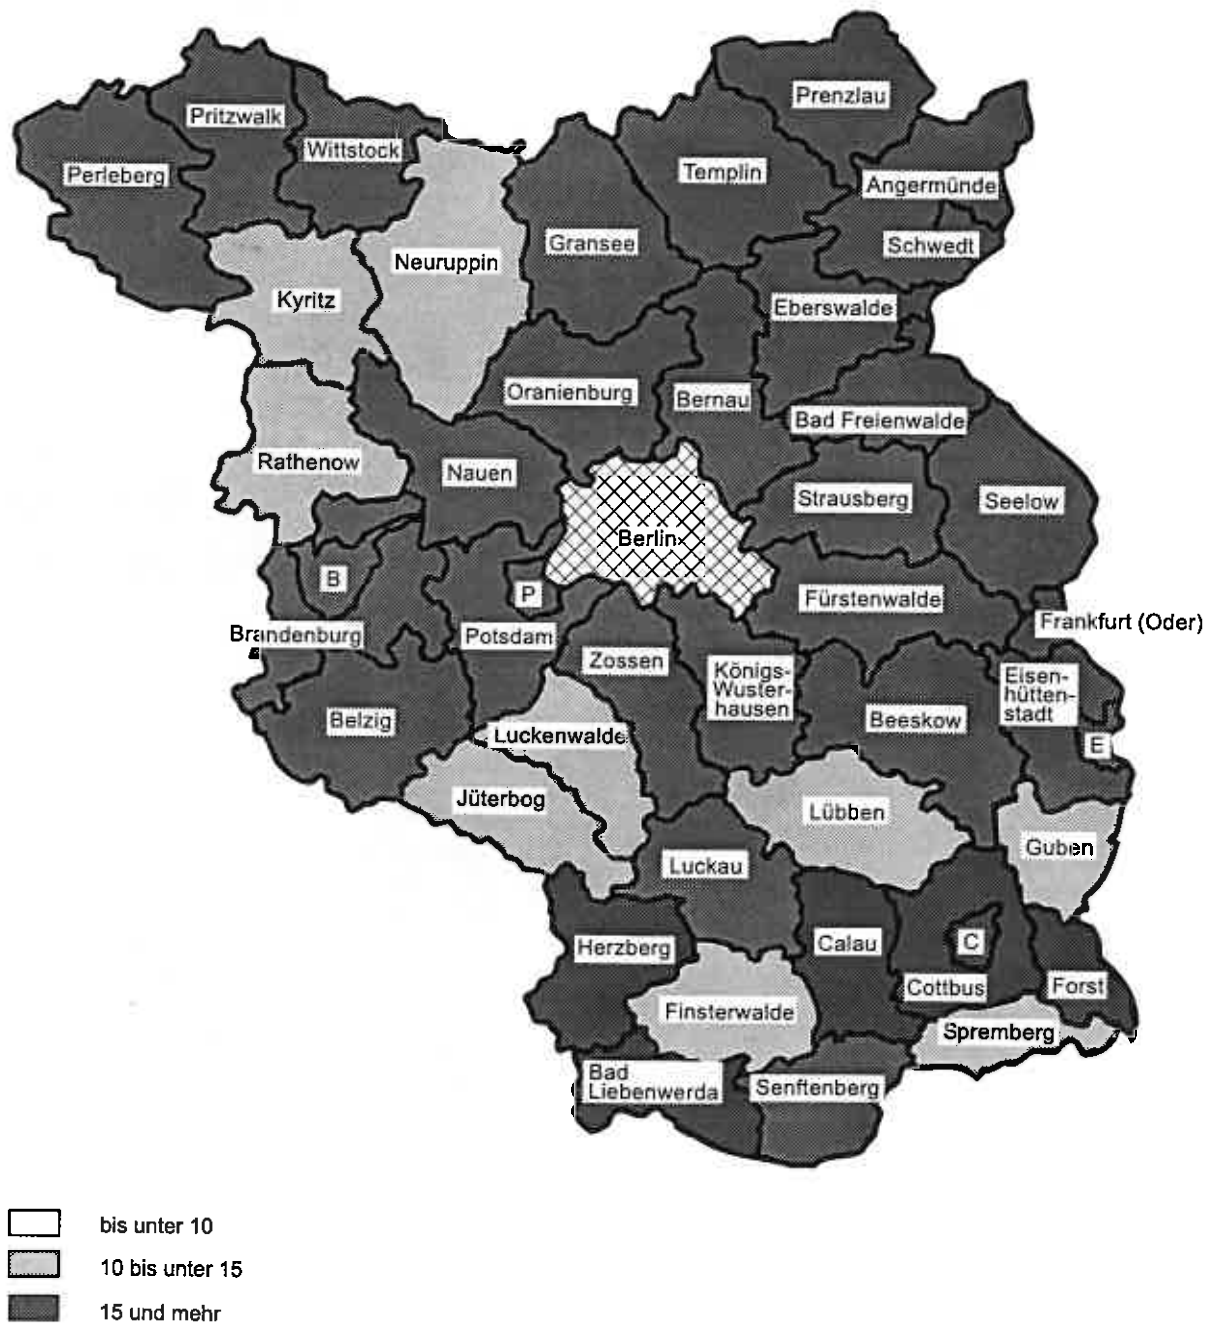 Prenzlau
Pritzwalk
Wittstock
Perleberg
Templin
Angermünde
Gransee
Schwedt
Neuruppin
Kyritz
Eberswalde
Oranienburg
Bernau
Bad Freienwalde
Rathenow
Nauen
Strausberg
Seelow
Berlin
B
P
Fürstenwalde
Frankfurt (Oder)
Brandenburg
Potsdam
Zossen
Königs-
Wuster-
hausen
Eisen-
hütten-
stadt
Belzig
Beeskow
Luckenwalde
E
Jüterbog
Lübben
Guben
Luckau
Herzberg
Calau
C
Cottbus
Forst
Finsterwalde
Spremberg
Bad
Liebenwerda
Senftenberg
bis unter 10
10 bis unter 15
15 und mehr